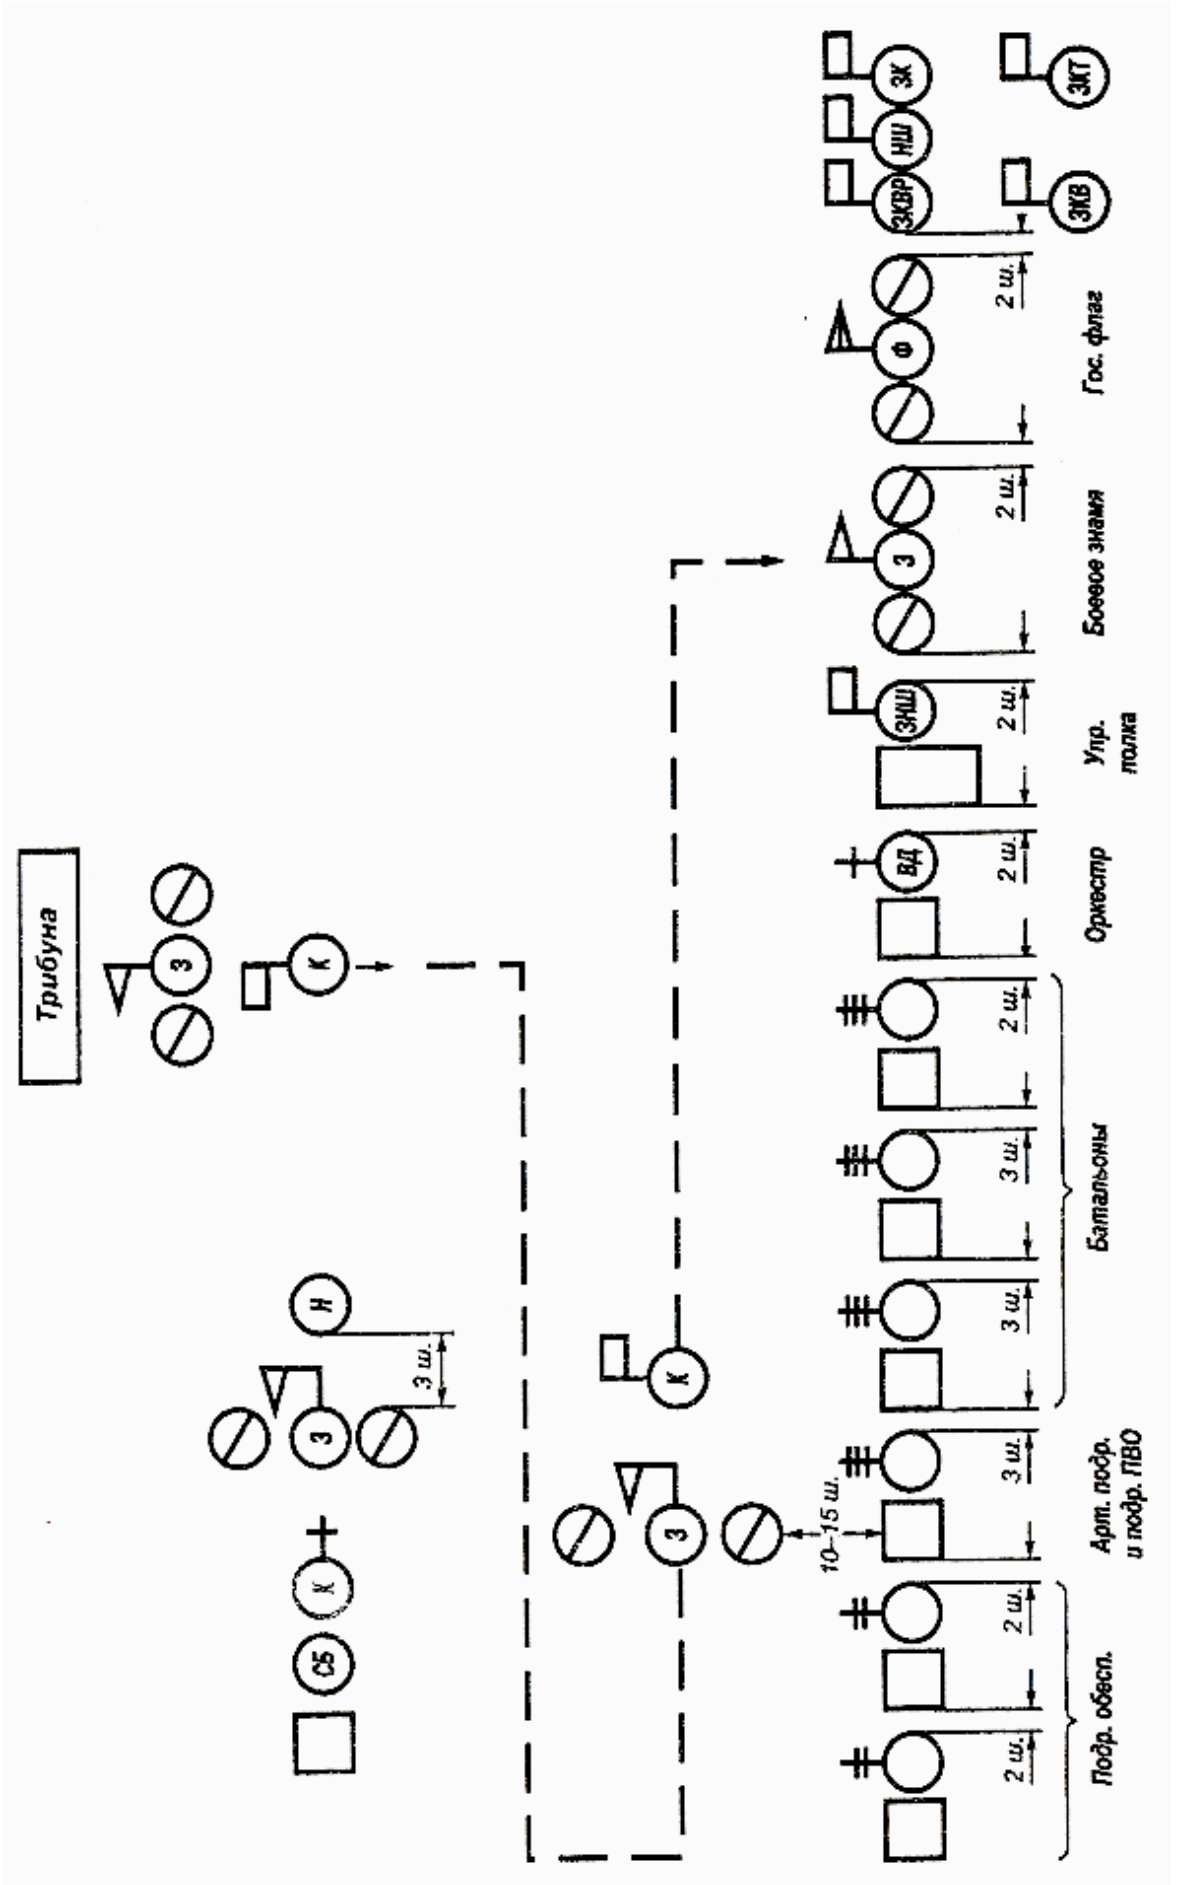 Трибуна
З
К
Н
3 ш.
З
К
СБ
К
З
10–15 ш.
ЗК
НШ
ЗКВР
ЗКТ
ЗКВ
Ф
2 ш.
Гос. флаг
З
2 ш.
Боевое знамя
ЗНШ
2 ш.
Упр.
полка
ВД
2 ш.
Оркестр
2 ш.
3 ш.
3 ш.
Батальоны
3 ш.
Арт. подр.
и подр. ПВО
2 ш.
2 ш.
Подр. обесп.